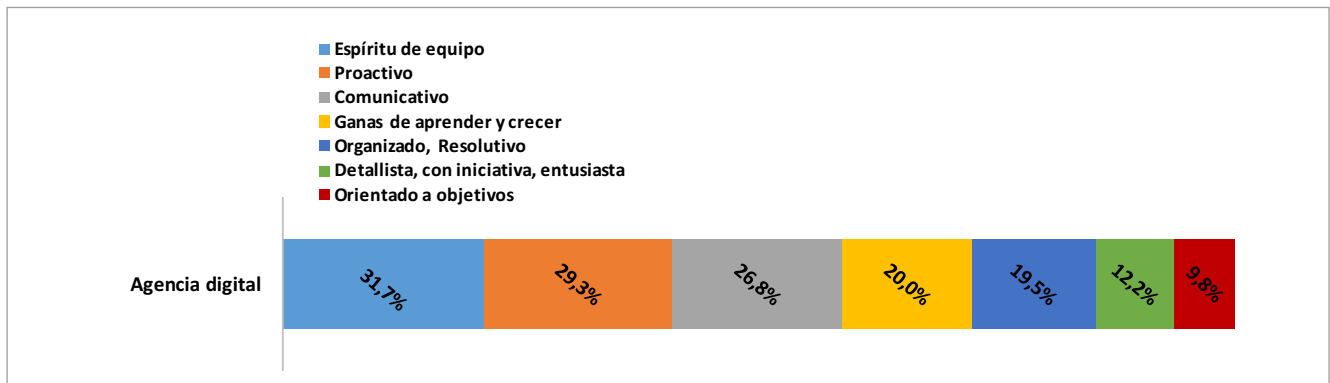 Espíritu de equipo
Proactivo
Comunicativo
Ganas de aprender y crecer
Organizado, Resolutivo
Detallista, con iniciativa, entusiasta
Orientado a objetivos
Agencia digital
31,7%
29,3%
26,8%
20,0%
19,5%
12,2%
9,8%